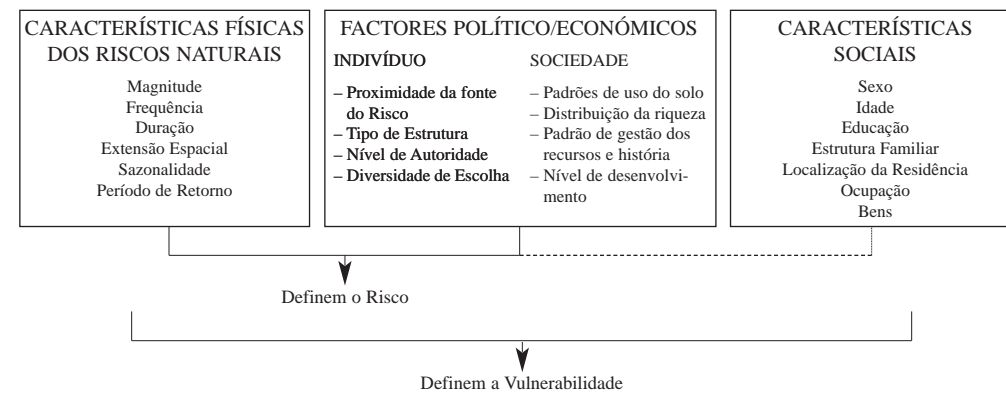 CARACTERÍSTICAS FÍSICAS
DOS RISCOS NATURAIS
Magnitude
Frequência
Duração
Extensão Espacial
Sazonalidade
Período de Retorno
FACTORES POLÍTICO/ECONÓMICOS
INDIVÍDUO
– Proximidade da fonte
do Risco
– Tipo de Estrutura
– Nível de Autoridade
– Diversidade de Escolha
SOCIEDADE
– Padrões de uso do solo
– Distribuição da riqueza
– Padrão de gestão dos
recursos e história
– Nível de desenvolvi-
mento
CARACTERÍSTICAS
SOCIAIS
Sexo
Idade
Educação
Estrutura Familiar
Localização da Residência
Ocupação
Bens
Definem o Risco
Definem a Vulnerabilidade